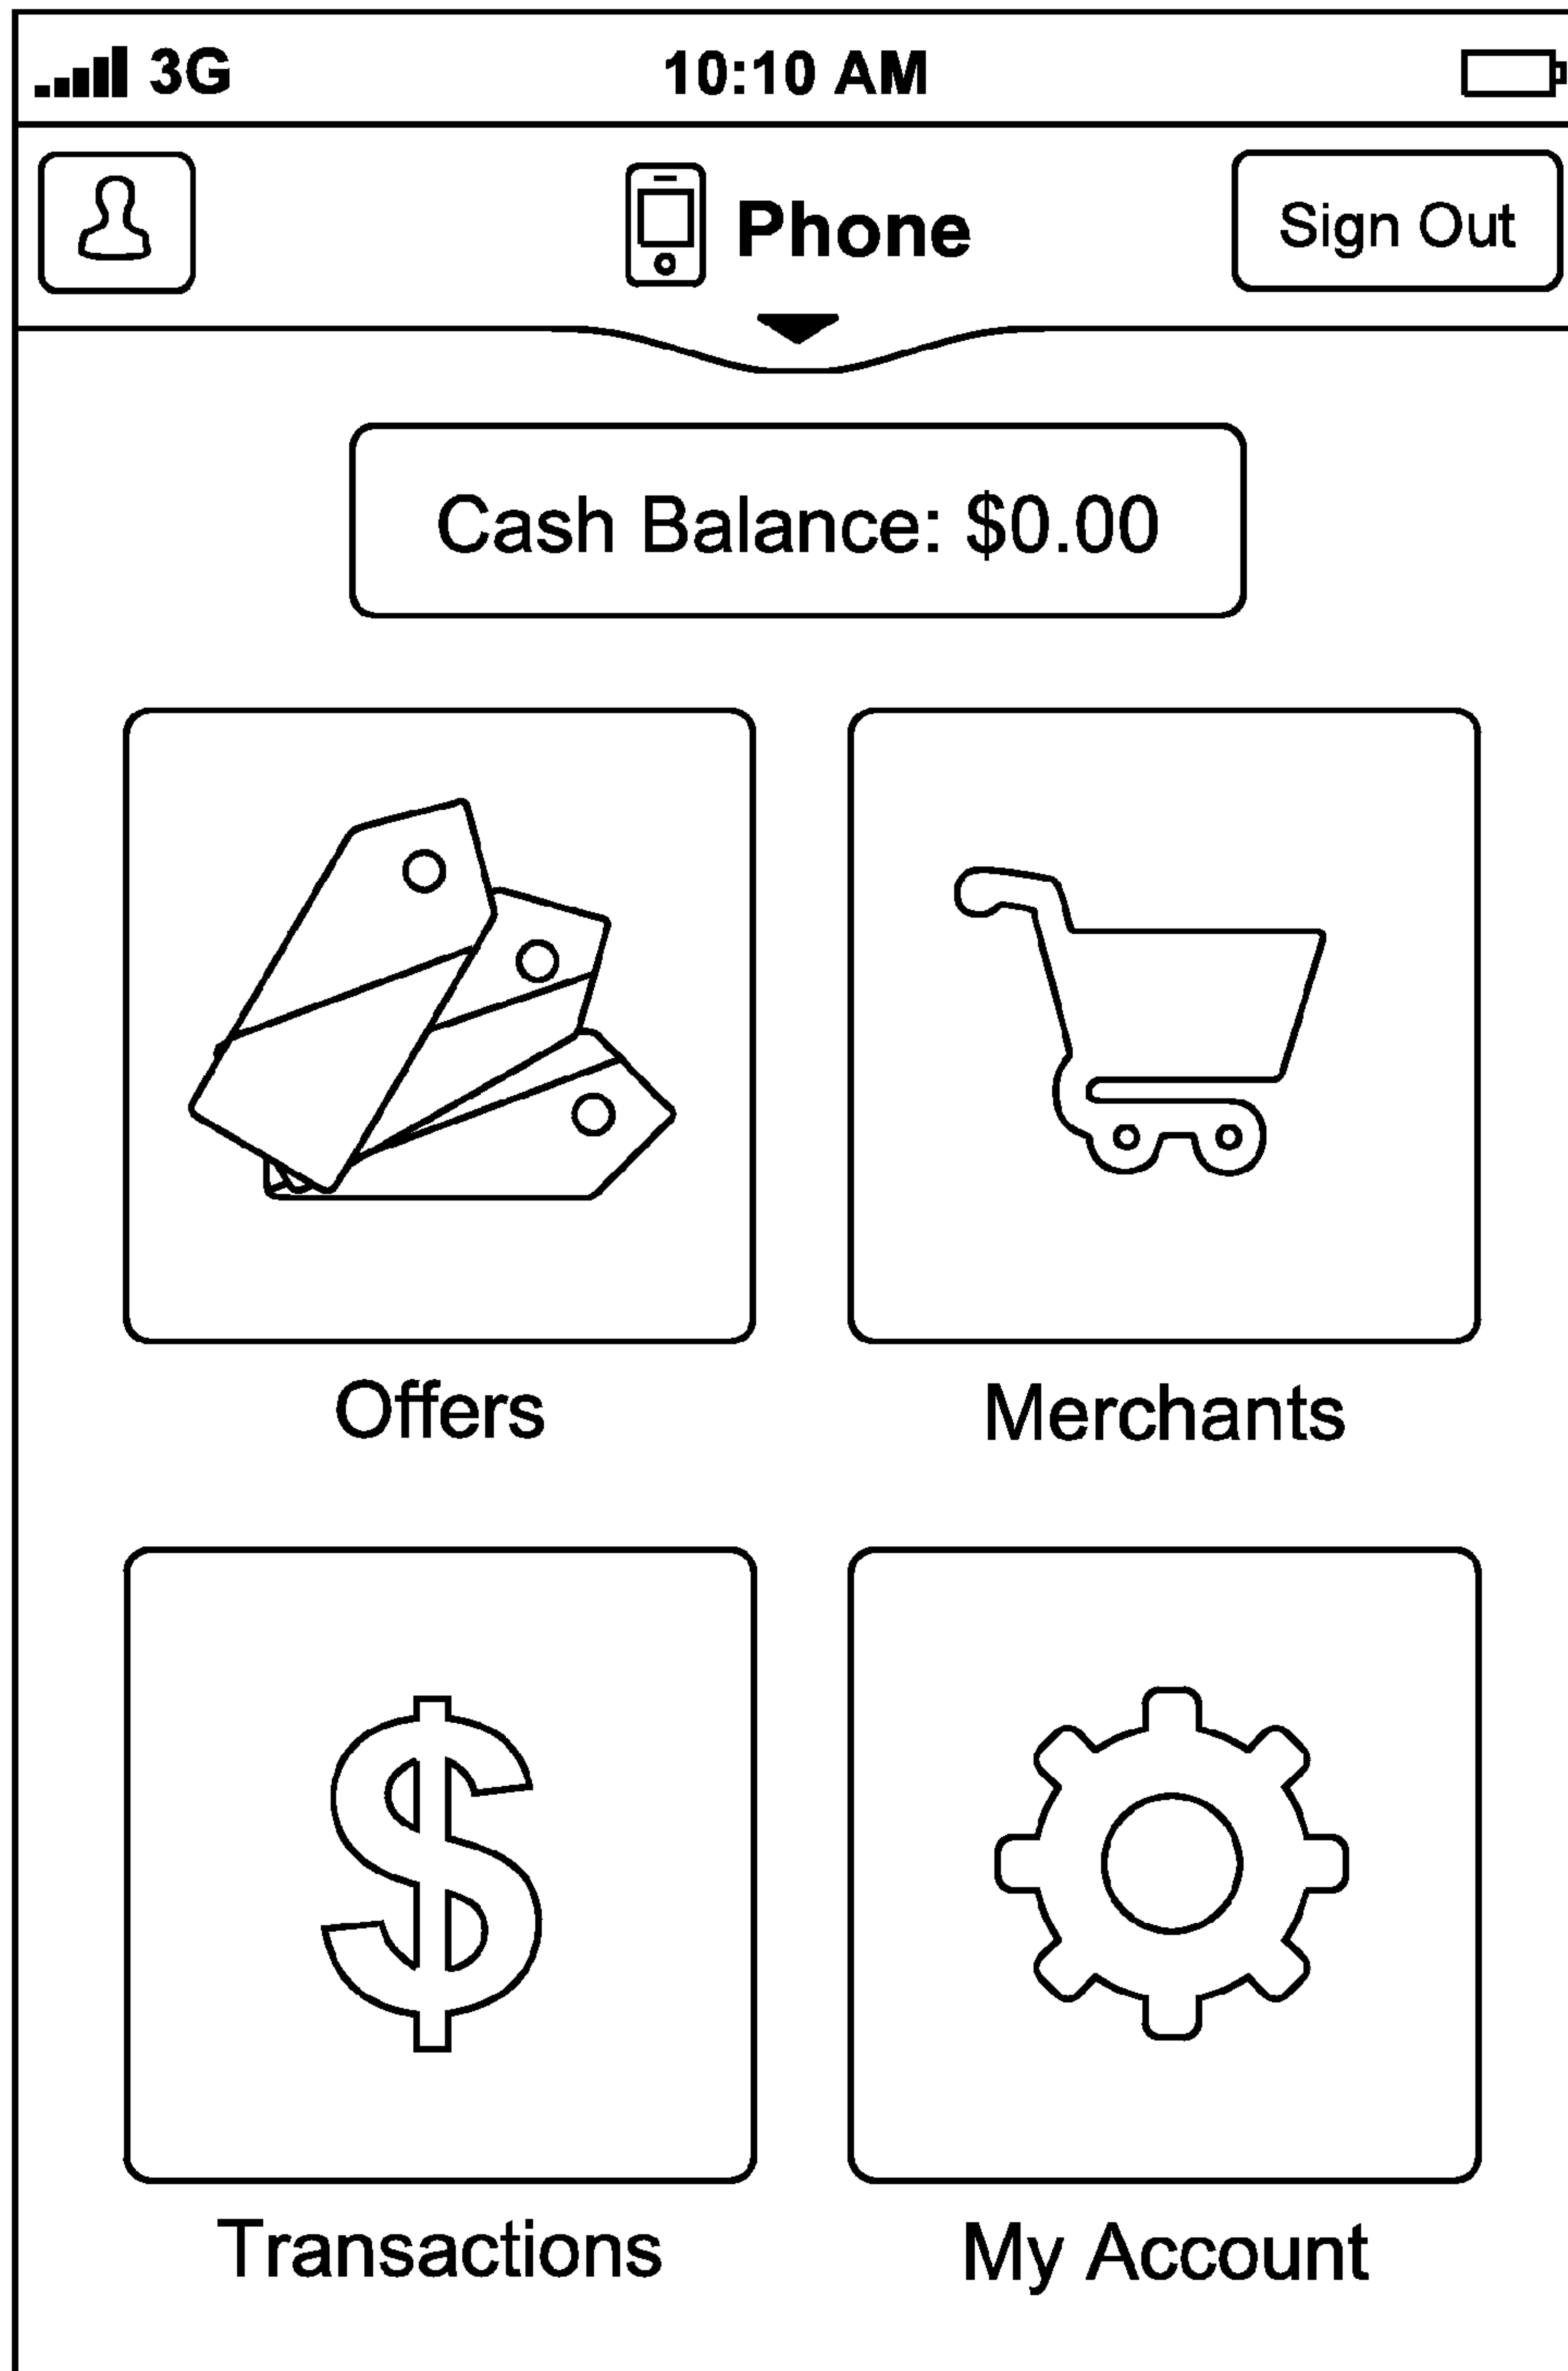 3G 10:10 AM
Phone Sign Out
Cash Balance: $0.00
Offers Merchants
Transactions My Account